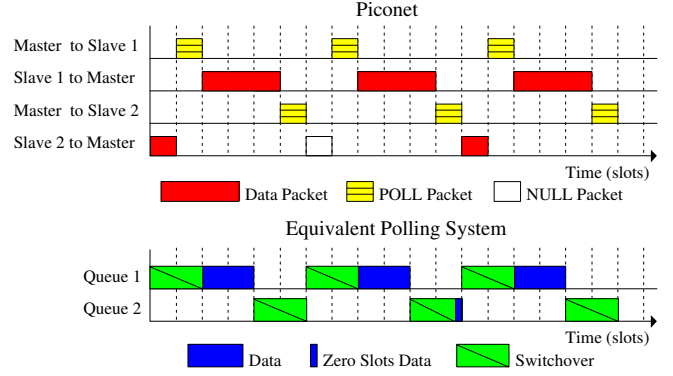 Piconet
Master to Slave 1
Slave 1 to Master
Master to Slave 2
Slave 2 to Master
Time (slots)
Data Packet POLL Packet NULL Packet
Equivalent Polling System
Queue 1
Queue 2
Time (slots)
Data Zero Slots Data Switchover